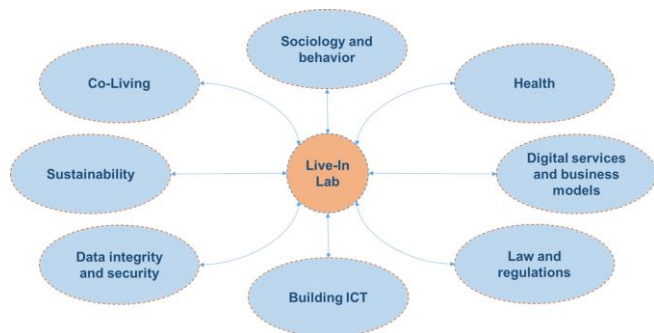 Sociology and
behavior
Co-Living
Health
Live-In
Lab
Sustainability
Digital services
and business
models
Data integrity
and security
Law and
regulations
Building ICT